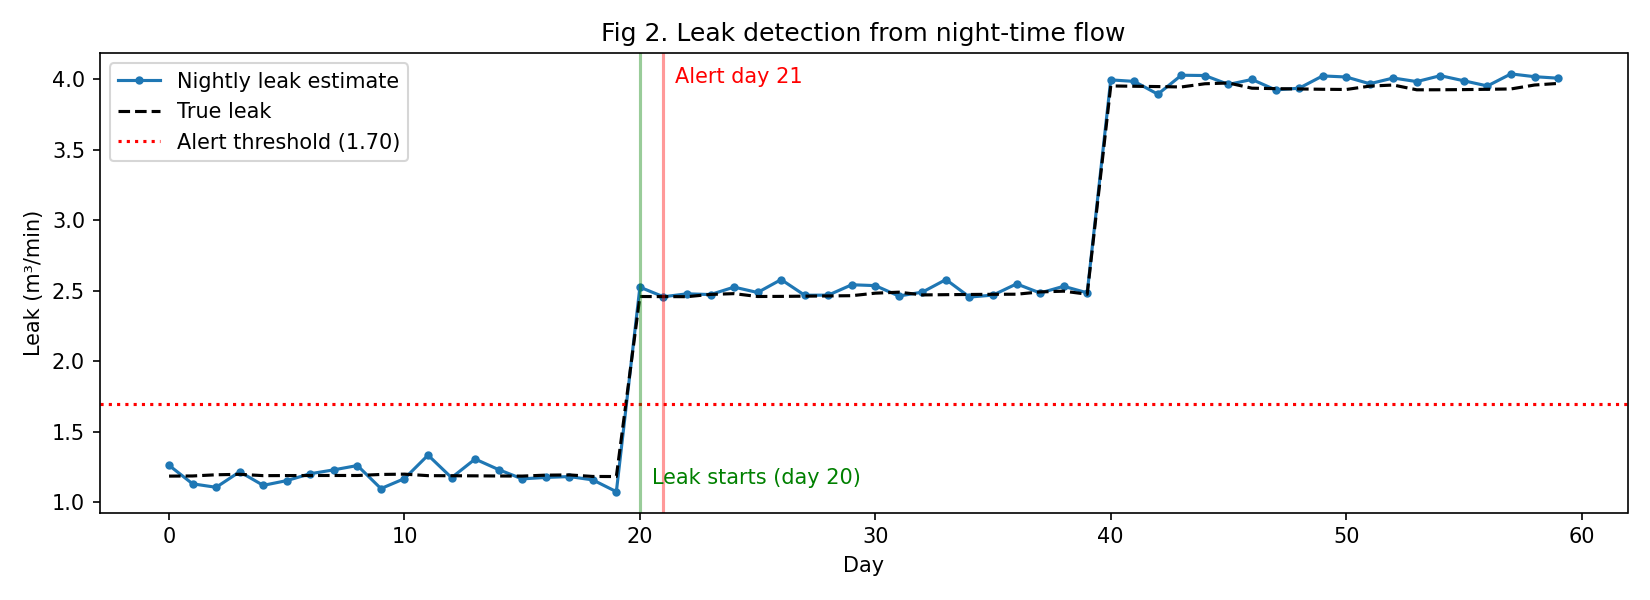 Fig 2. Leak detection from night-time flow
Nightly leak estimate
True leak
Alert threshold (1.70)
Alert day 21
Leak starts (day 20)
Leak (m³/min)
4.0
3.5
3.0
2.5
2.0
1.5
1.0
0 10 20 30 40 50 60
Day